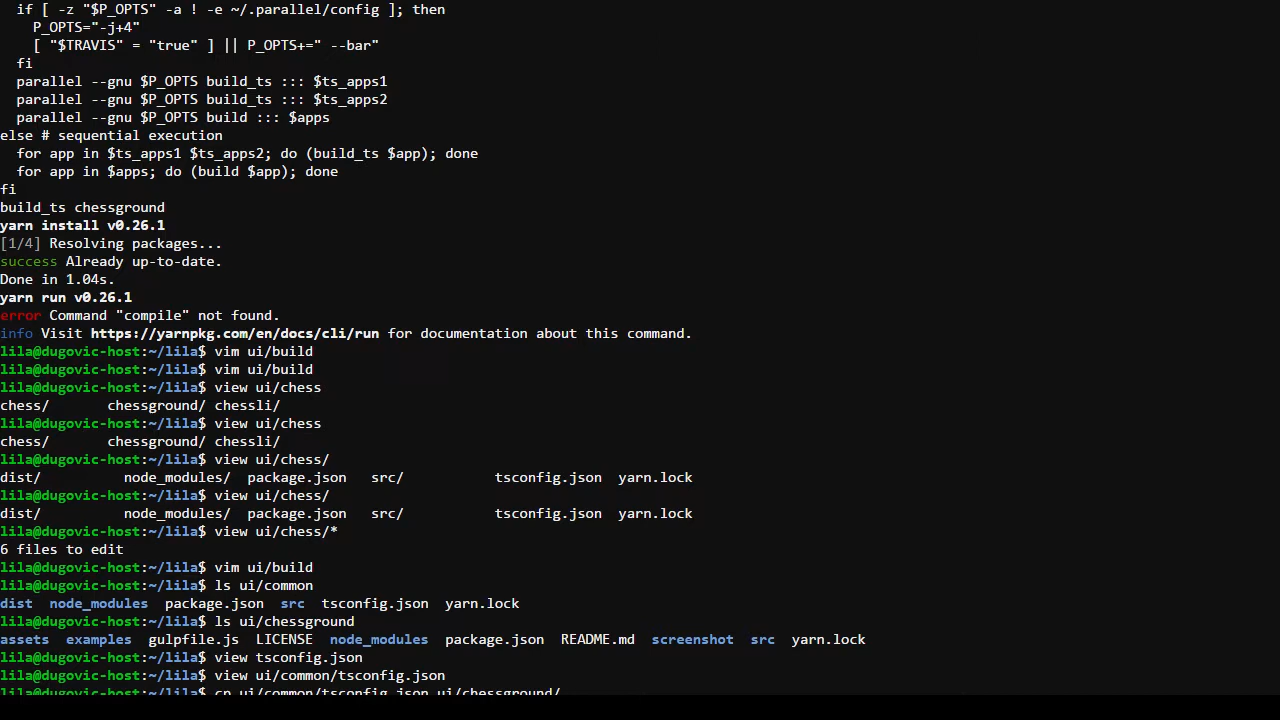 if [ -z "$P_OPTS" -a ! -e ~/.parallel/config ]; then
P_OPTS="-j+4"
[ "$TRAVIS" = "true" ] || P_OPTS+=" --bar"
fi
parallel --gnu $P_OPTS build_ts ::: $ts_apps1
parallel --gnu $P_OPTS build_ts ::: $ts_apps2
parallel --gnu $P_OPTS build ::: $apps
else # sequential execution
for app in $ts_apps1 $ts_apps2; do (build_ts $app); done
for app in $apps; do (build $app); done
fi
build_ts chessground
yarn install v0.26.1
[1/4] Resolving packages...
success Already up-to-date.
Done in 1.04s.
yarn run v0.26.1
error Command "compile" not found.
info Visit https://yarnpkg.com/en/docs/cli/run for documentation about this command.
lila@dugovic-host:~/lila$ vim ui/build
lila@dugovic-host:~/lila$ vim ui/build
lila@dugovic-host:~/lila$ view ui/chess
chess/       chessground/ chessli/
lila@dugovic-host:~/lila$ view ui/chess
chess/       chessground/ chessli/
lila@dugovic-host:~/lila$ view ui/chess/
dist/          node_modules/  package.json   src/           tsconfig.json  yarn.lock
lila@dugovic-host:~/lila$ view ui/chess/
dist/          node_modules/  package.json   src/           tsconfig.json  yarn.lock
lila@dugovic-host:~/lila$ view ui/chess/*
6 files to edit
lila@dugovic-host:~/lila$ vim ui/build
lila@dugovic-host:~/lila$ ls ui/common
dist  node_modules  package.json  src  tsconfig.json  yarn.lock
lila@dugovic-host:~/lila$ ls ui/chessground
assets  examples  gulpfile.js  LICENSE  node_modules  package.json  README.md  screenshot  src  yarn.lock
lila@dugovic-host:~/lila$ view tsconfig.json
lila@dugovic-host:~/lila$ view ui/common/tsconfig.json
lila@dugovic-host:~/lila$ cp ui/common/tsconfig.json ui/chessground/